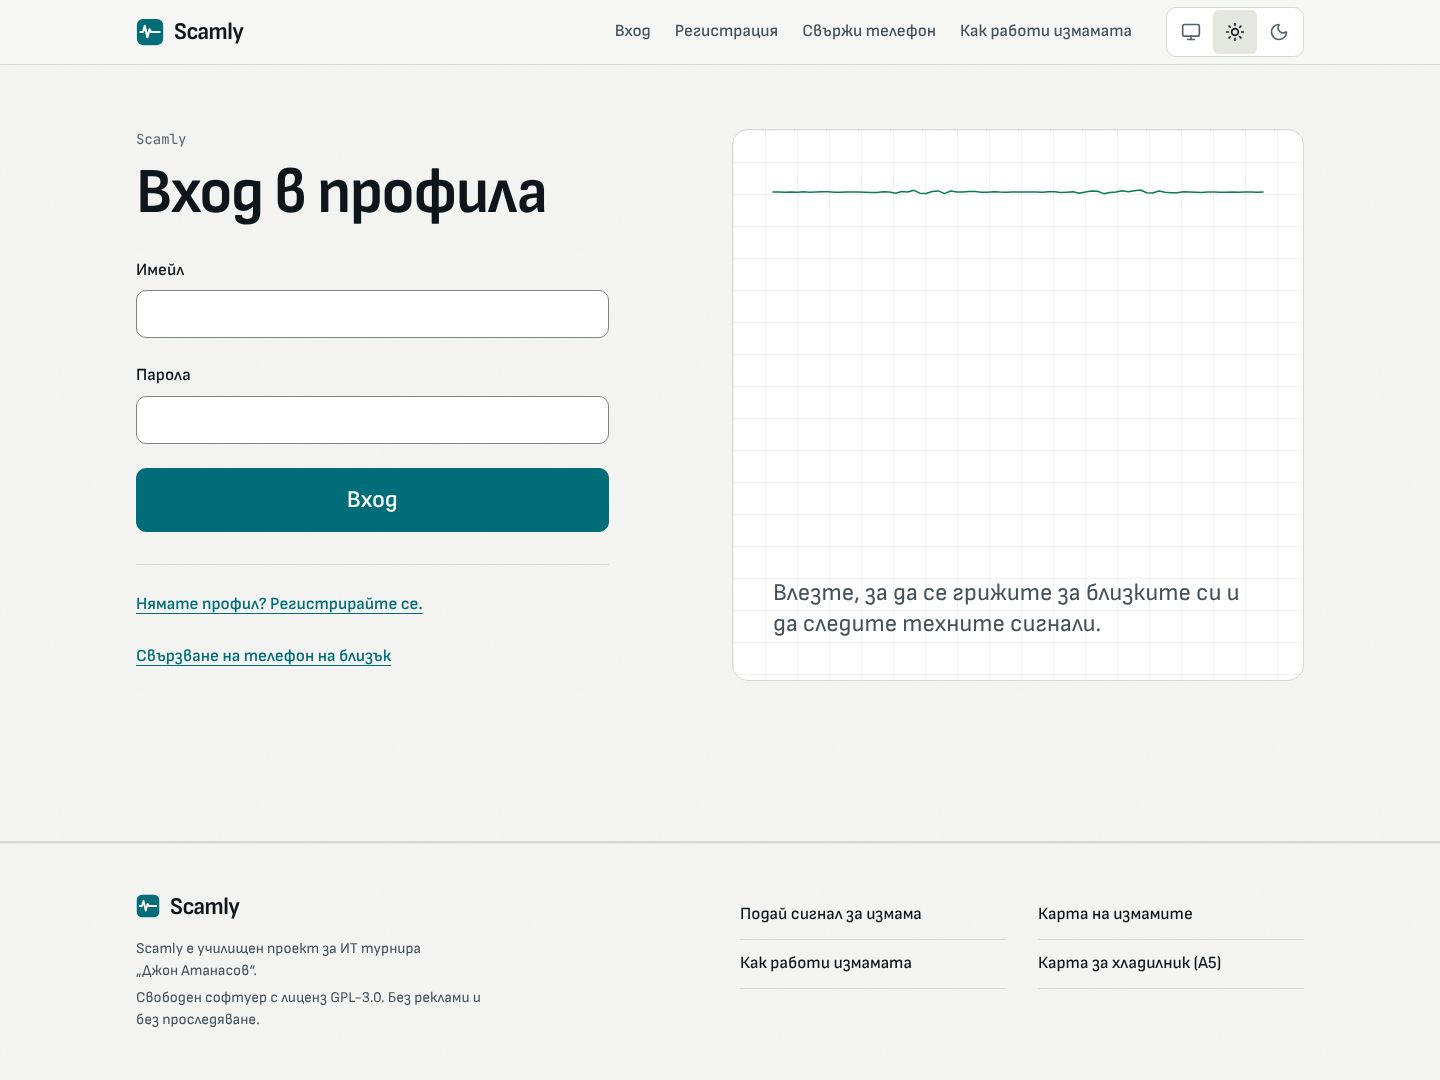 Scamly
Вход
Регистрация
Свържи телефон
Как работи измамата
Scamly
Вход в профила
Имейл
Парола
Вход
Нямате профил? Регистрирайте се.
Свързване на телефон на близък
Влезте, за да се грижите за близките си и
да следите техните сигнали.
Scamly
Scamly е училищен проект за ИТ турнира
„Джон Атанасов“.
Свободен софтуер с лиценз GPL-3.0. Без реклами и
без проследяване.
Подай сигнал за измама
Карта на измамите
Как работи измамата
Карта за хладилник (А5)